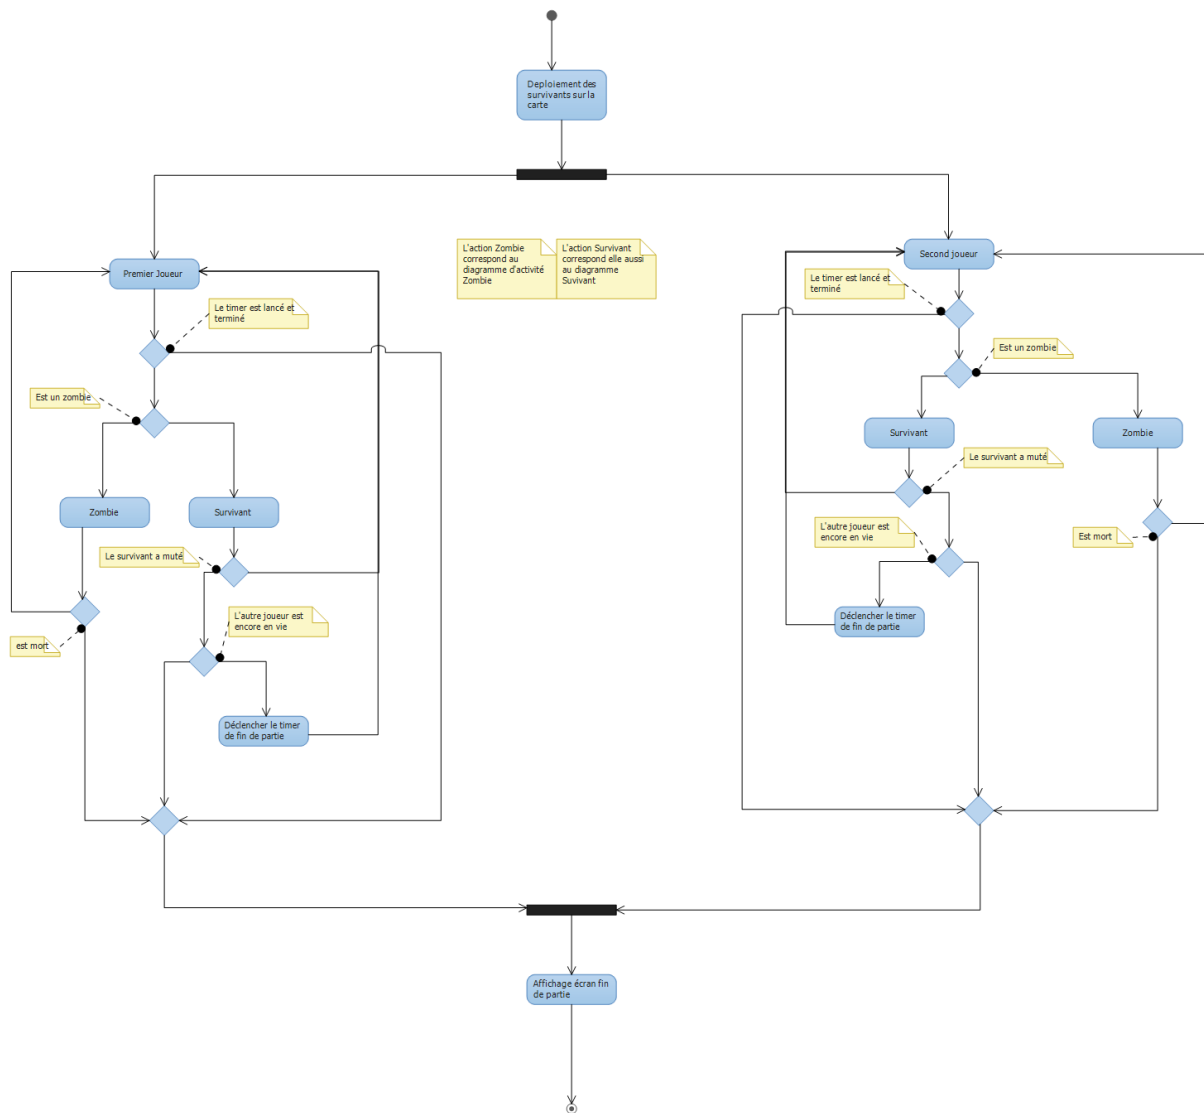 Deploiement des
survivants sur la
carte
L'action Zombie
correspond au
diagramme d'activité
Zombie
L'action Survivant
correspond elle aussi
au diagramme
Suvivant
Premier Joueur
Le timer est lancé et
terminé
Est un zombie
Zombie
Survivant
Le survivant a muté
L'autre joueur est
encore en vie
est mort
Déclencher le timer
de fin de partie
Second joueur
Le timer est lancé et
terminé
Est un zombie
Survivant
Zombie
Le survivant a muté
L'autre joueur est
encore en vie
Est mort
Déclencher le timer
de fin de partie
Affichage écran fin
de partie